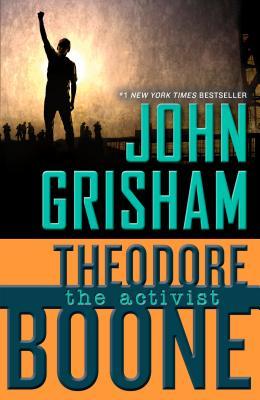 #1 NEW YORK TIMES BESTSELLER
JOHN
GRISHAM
THEODORE
the activist
BOONE